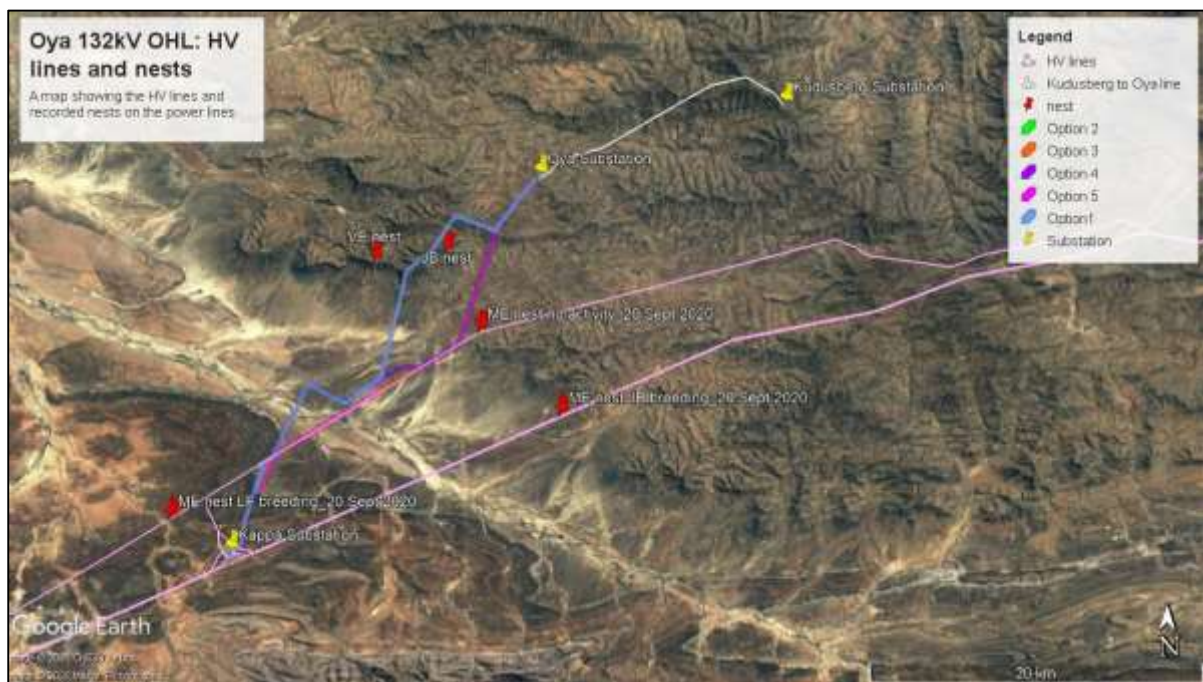 Oya 132kV OHL: HV
lines and nests
A map showing the HV lines and
recorded nests on the power lines
Legend
HV lines
Kudusberg to Oya line
nest
Option 2
Option 3
Option 4
Option 5
Option1
Substation
Kudusberg Substation
Oya Substation
VE nest
JB nest
ME nesting activity_20 Sept 2020
ME nest JB breeding_20 Sept 2020
ME nest LF breeding_20 Sept 2020
Kappa Substation
Google Earth
N
20 km